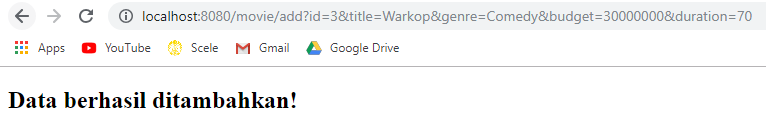 localhost:8080/movie/add?id=3&title=Warkop&genre=Comedy&budget=30000000&duration=70
Apps YouTube Scele Gmail Google Drive
Data berhasil ditambahkan!